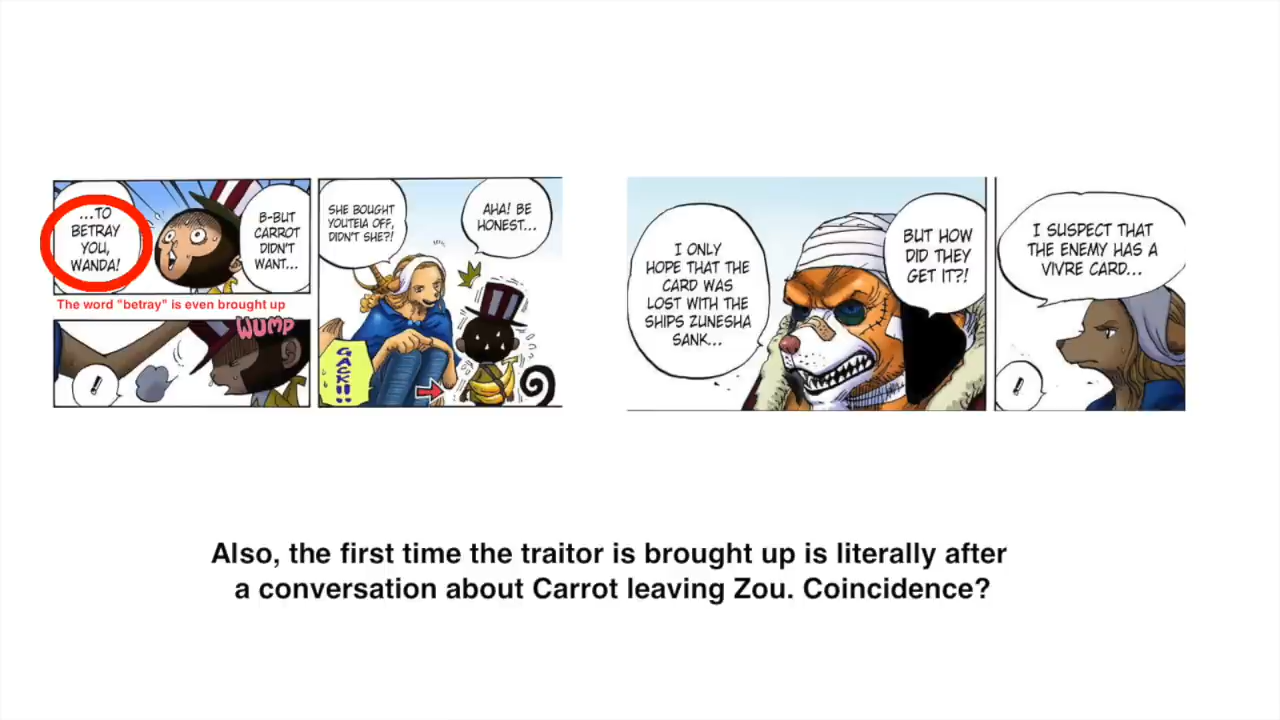 AHA! BE
HONEST...
SHE BOUGHT
YOUTEIA OFF,
DIDN'T SHE?!
GACK!!
B-BUT
CARROT
DIDN'T
WANT...
...TO
BETRAY
YOU,
WANDA!
The word "betray" is even brought up
WUMP
!
I SUSPECT THAT
THE ENEMY HAS A
VIVRE CARD...
!
BUT HOW
DID THEY
GET IT?!
I ONLY
HOPE THAT THE
CARD WAS
LOST WITH THE
SHIPS ZUNESHA
SANK...
Also, the first time the traitor is brought up is literally after
a conversation about Carrot leaving Zou. Coincidence?